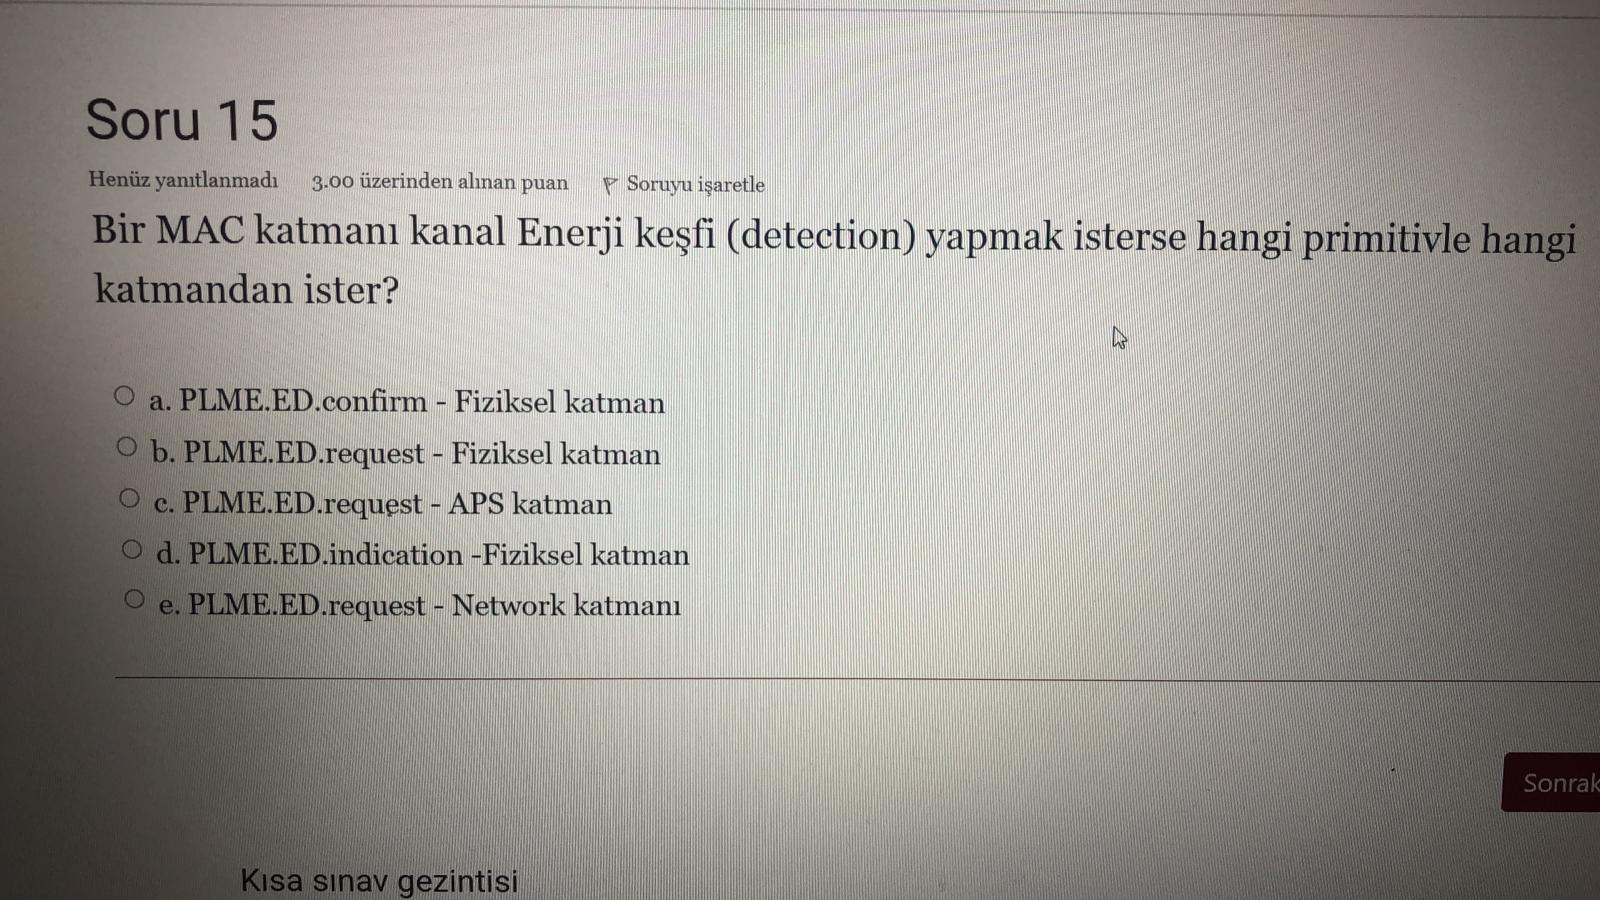 Soru 15
Henüz yanıtlanmadı 3.00 üzerinden alınan puan Soruyu işaretle
Bir MAC katmanı kanal Enerji keşfi (detection) yapmak isterse hangi primitivle hangi
katmandan ister?
a. PLME.ED.confirm - Fiziksel katman
b. PLME.ED.request - Fiziksel katman
c. PLME.ED.request - APS katman
d. PLME.ED.indication -Fiziksel katman
e. PLME.ED.request - Network katmanı
Sonrak
Kısa sınav gezintisi